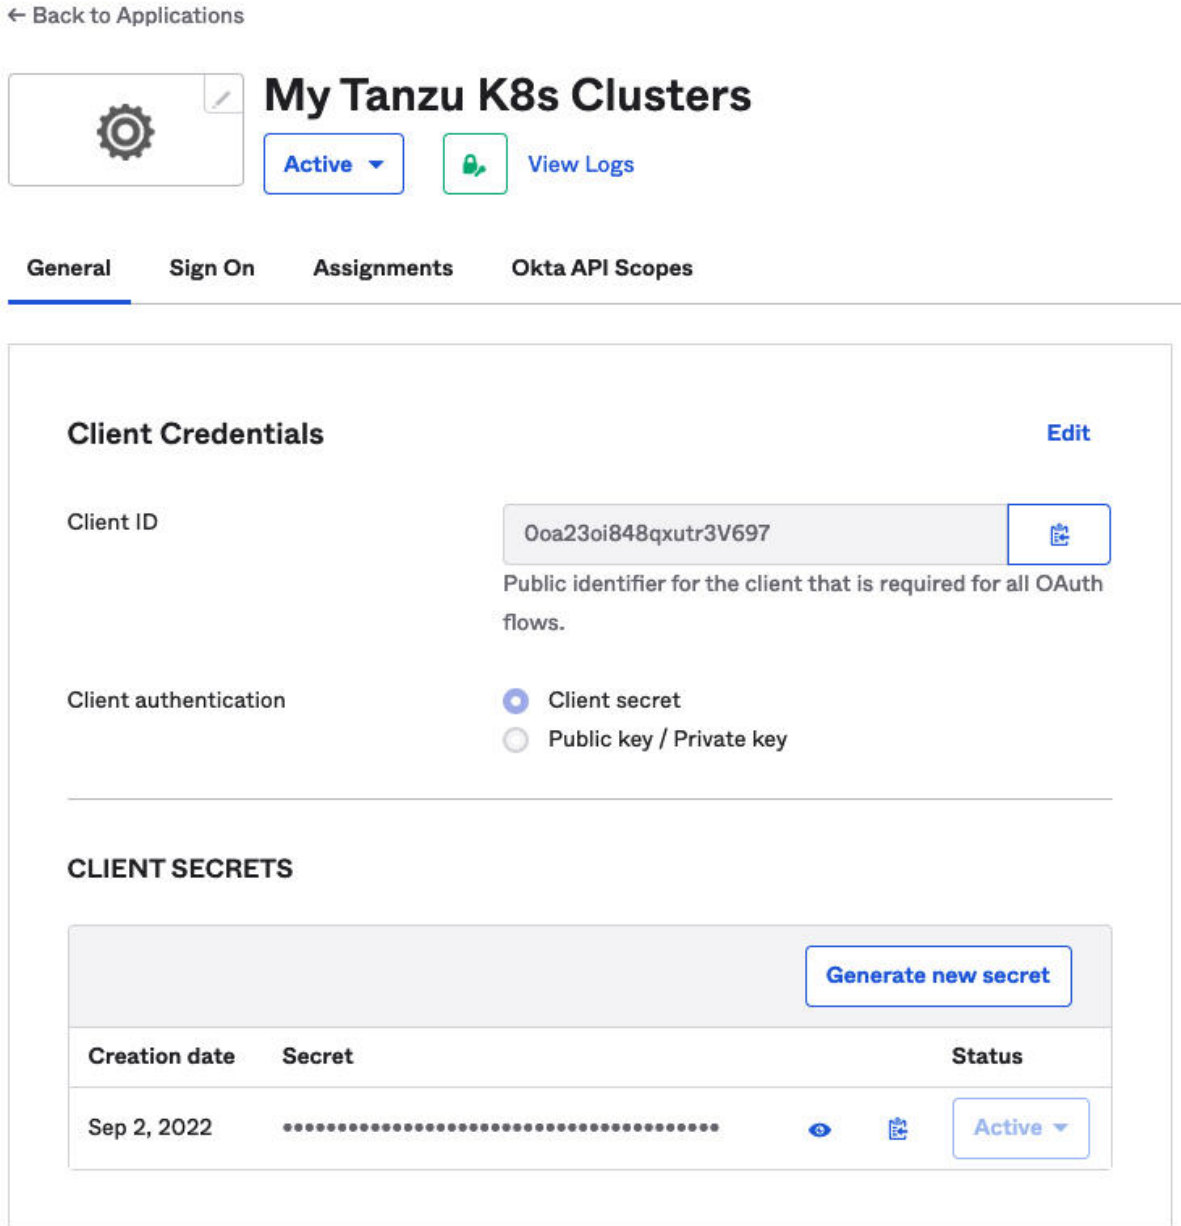 ← Back to Applications
My Tanzu K8s Clusters
Active
View Logs
General Sign On Assignments Okta API Scopes
Client Credentials
Edit
Client ID
0oa23oi848qxutr3V697
Public identifier for the client that is required for all OAuth
flows.
Client authentication
Client secret
Public key / Private key
CLIENT SECRETS
Generate new secret
Creation date Secret Status
Sep 2, 2022 •••••••••••••••••••••••••••••••••••••••• Active